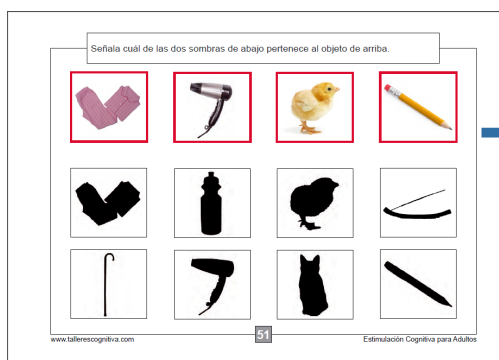 Señala cuál de las dos sombras de abajo pertenece al objeto de arriba.
www.tallerescognitiva.com
51
Estimulación Cognitiva para Adultos